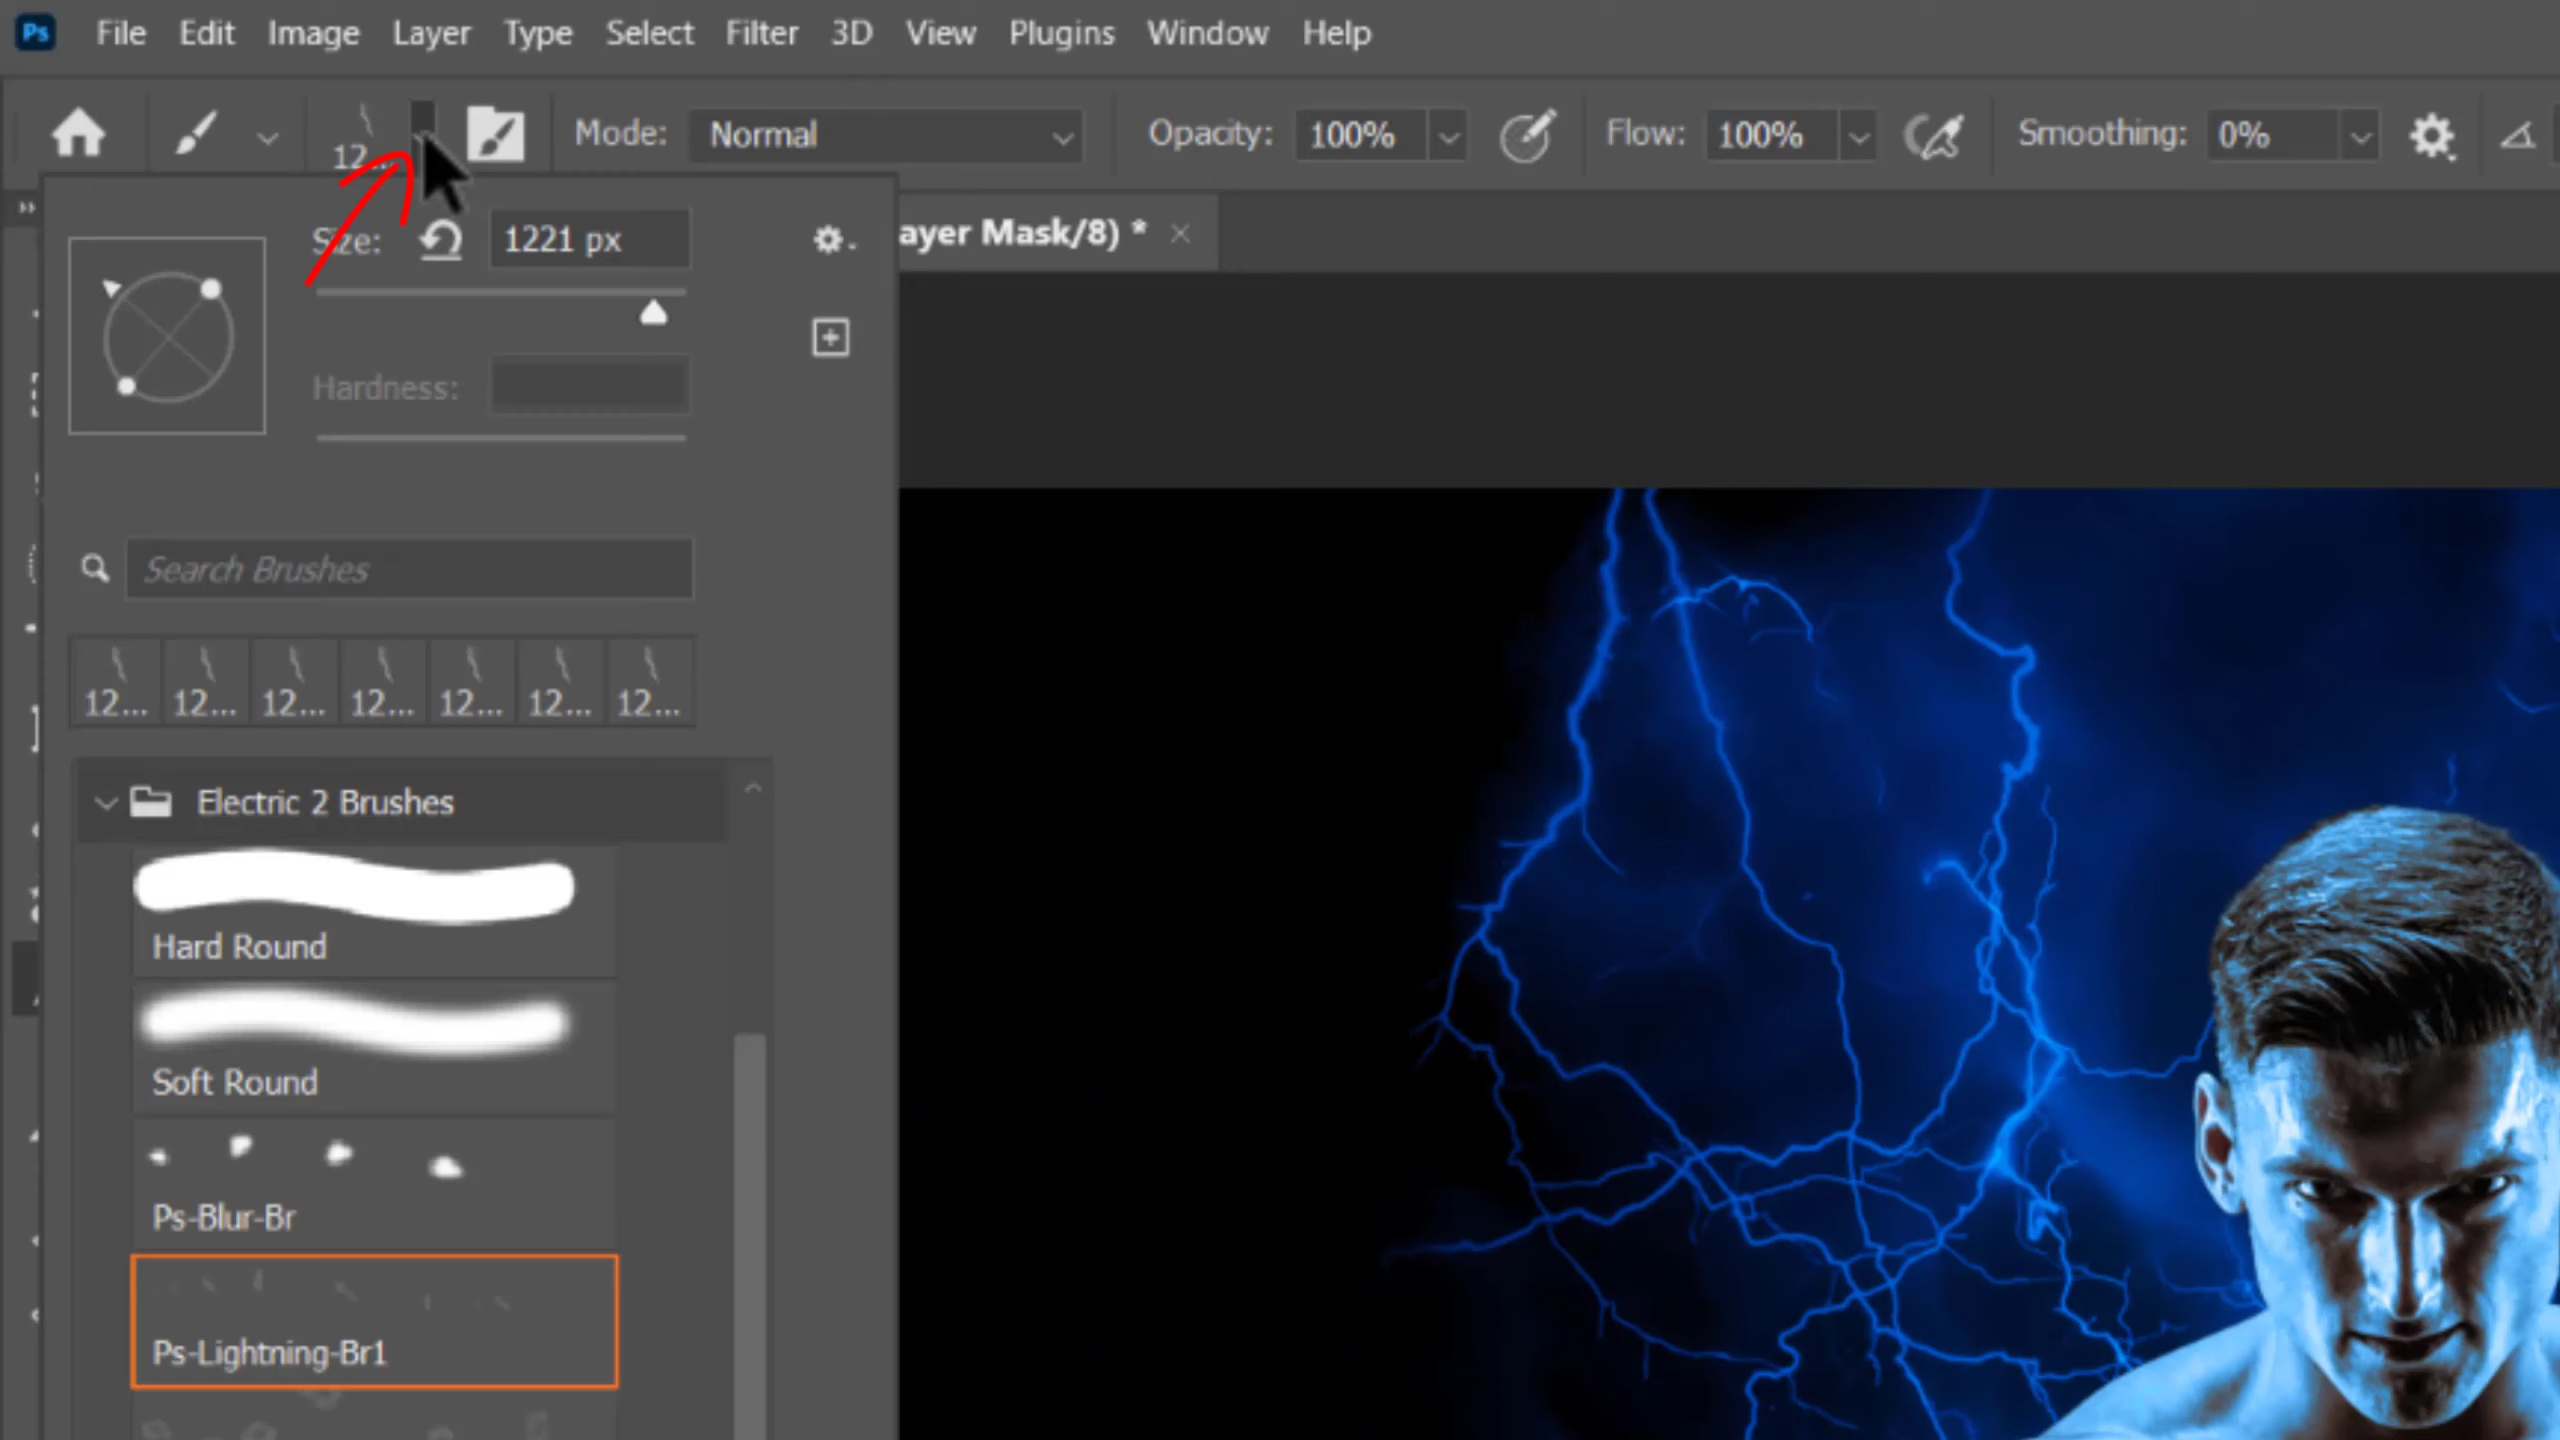 Ps File Edit Image Layer Type Select Filter 3D View Plugins Window Help
12... Mode: Normal Opacity: 100% Flow: 100% Smoothing: 0%
Size: 1221 px
ayer Mask/8) *
Hardness:
Search Brushes
12... 12... 12... 12... 12... 12... 12...
Electric 2 Brushes
Hard Round
Soft Round
Ps-Blur-Br
Ps-Lightning-Br1